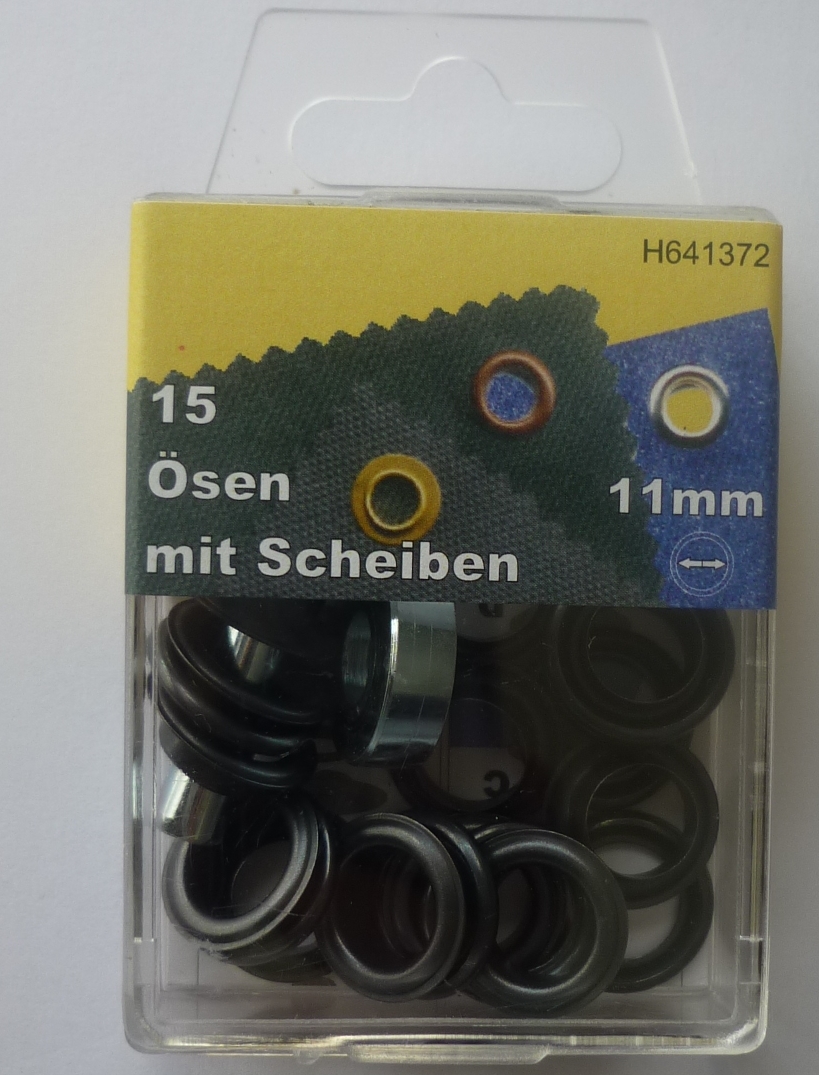 H641372
15
Ösen
11mm
mit Scheiben